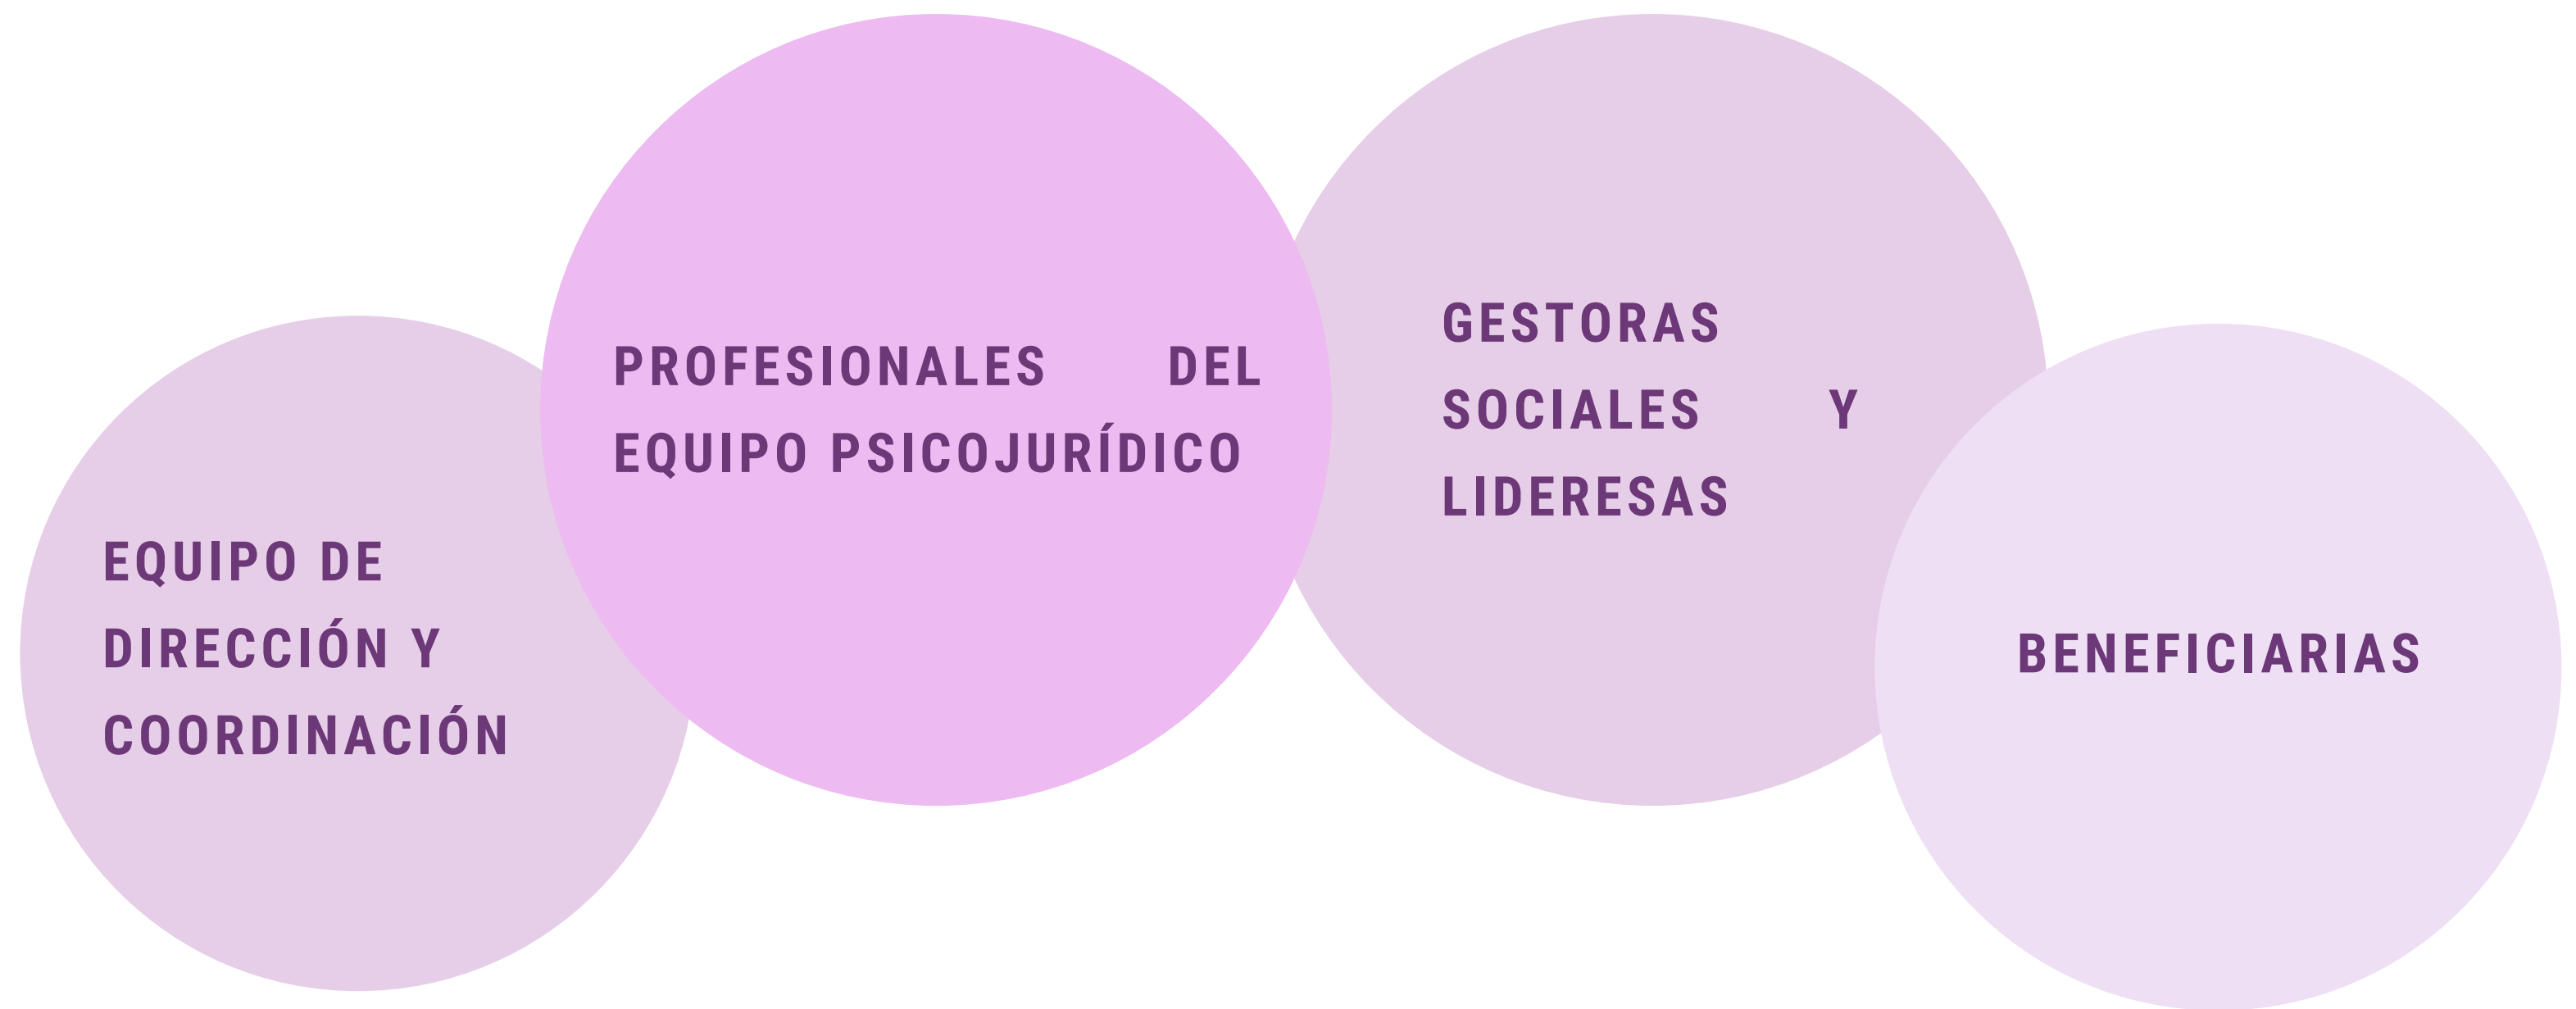 EQUIPO DE
DIRECCIÓN Y
COORDINACIÓN
PROFESIONALES DEL
EQUIPO PSICOJURÍDICO
GESTORAS
SOCIALES Y
LIDERESAS
BENEFICIARIAS